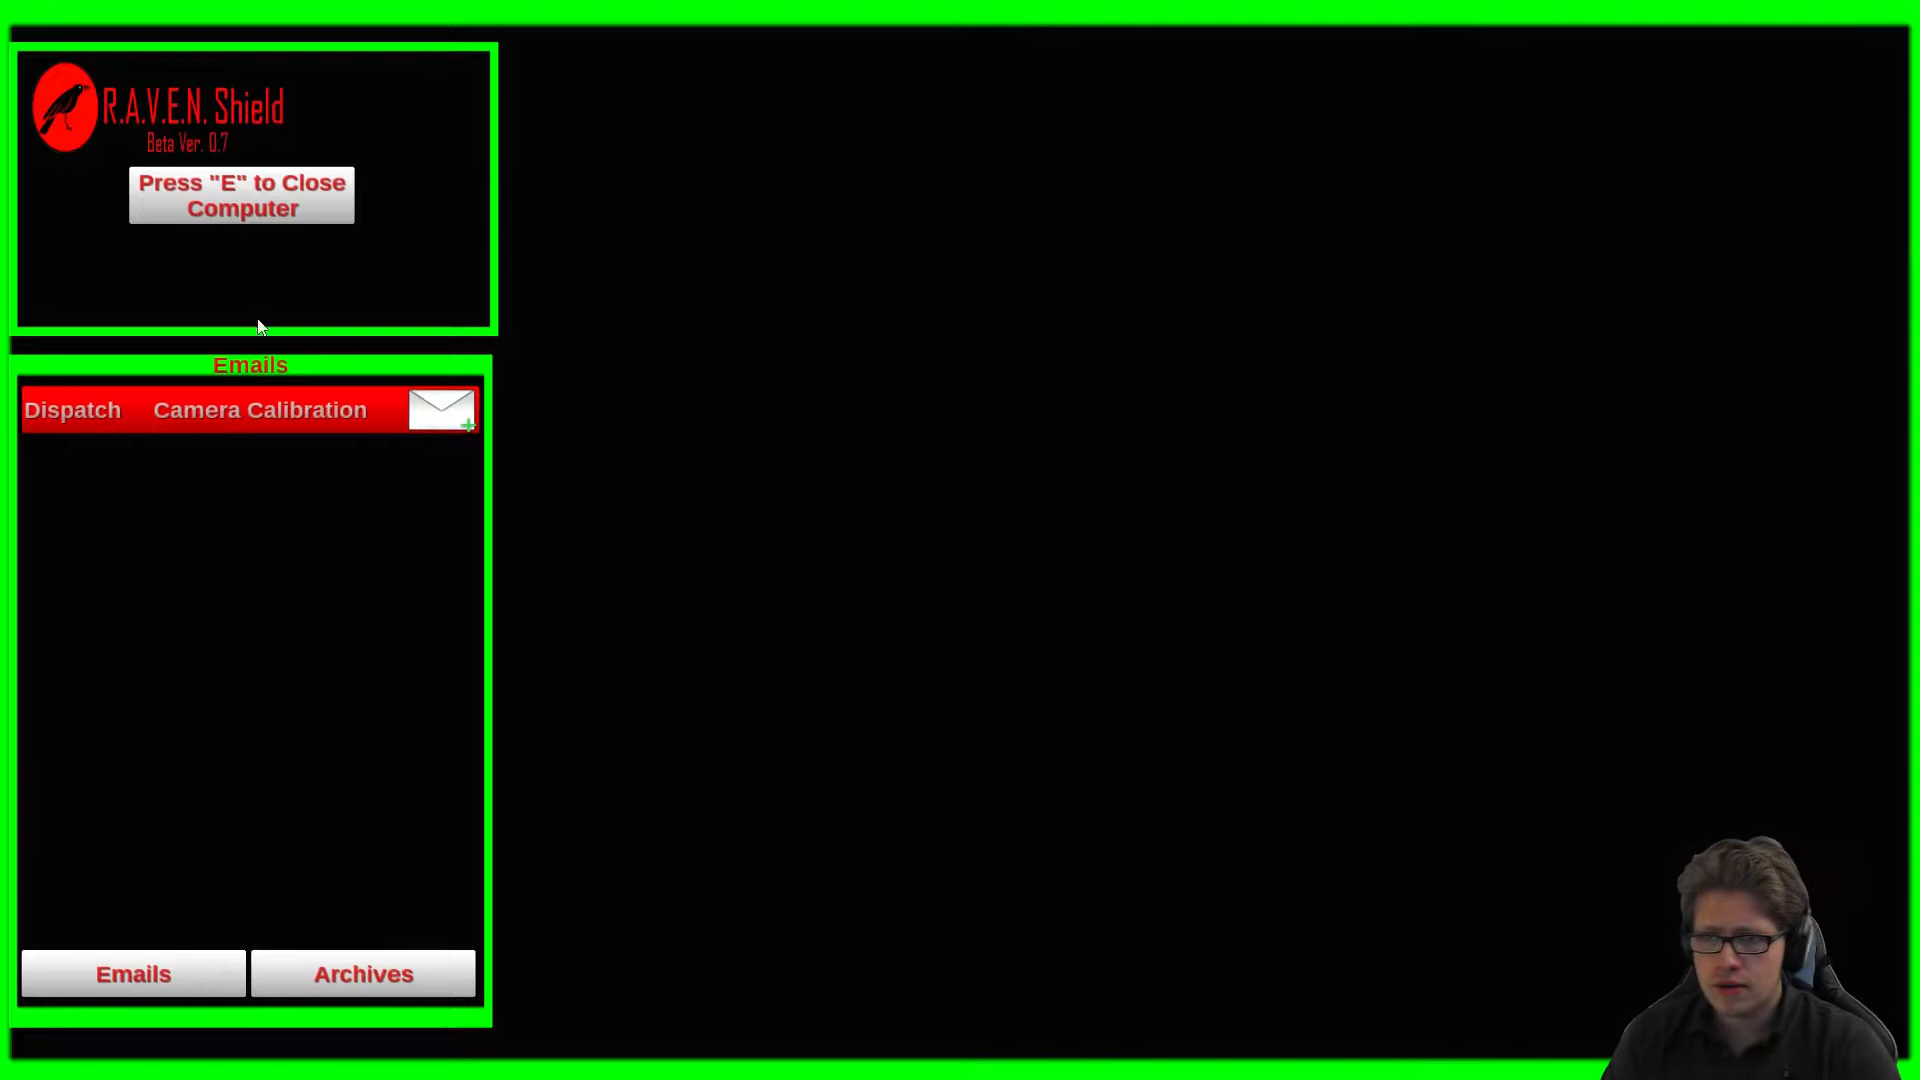 R.A.V.E.N. Shield
Beta Ver. 0.7
Press "E" to Close
Computer
Emails
Dispatch Camera Calibration
Emails Archives